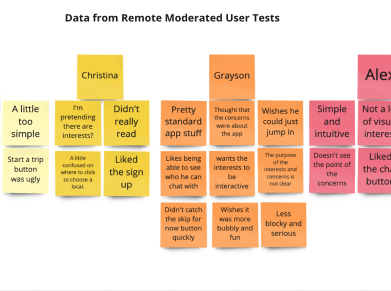 Data from Remote Moderated User Tests
Christina
Grayson
Alex
A little
too
simple
I'm
pretending
there are
interests?
Didn't
really
read
Pretty
standard
app stuff
Thought that
the concerns
were about
the app
Wishes he
could just
jump in
Simple
and
intuitive
Not a lo
of visu
interes
Start a trip
button
was ugly
A little
confused on
where to click
to choose a
local.
Liked
the sign
up
Likes being
able to see
who he can
chat with
wants the
interests to
be
interactive
The purpose
of the
interests and
concerns is
not clear
Doesn't see
the point of
the
concerns
Liked
the cha
button
Didn't catch
the skip for
now button
quickly
Wishes it
was more
bubbly and
fun
Less
blocky and
serious